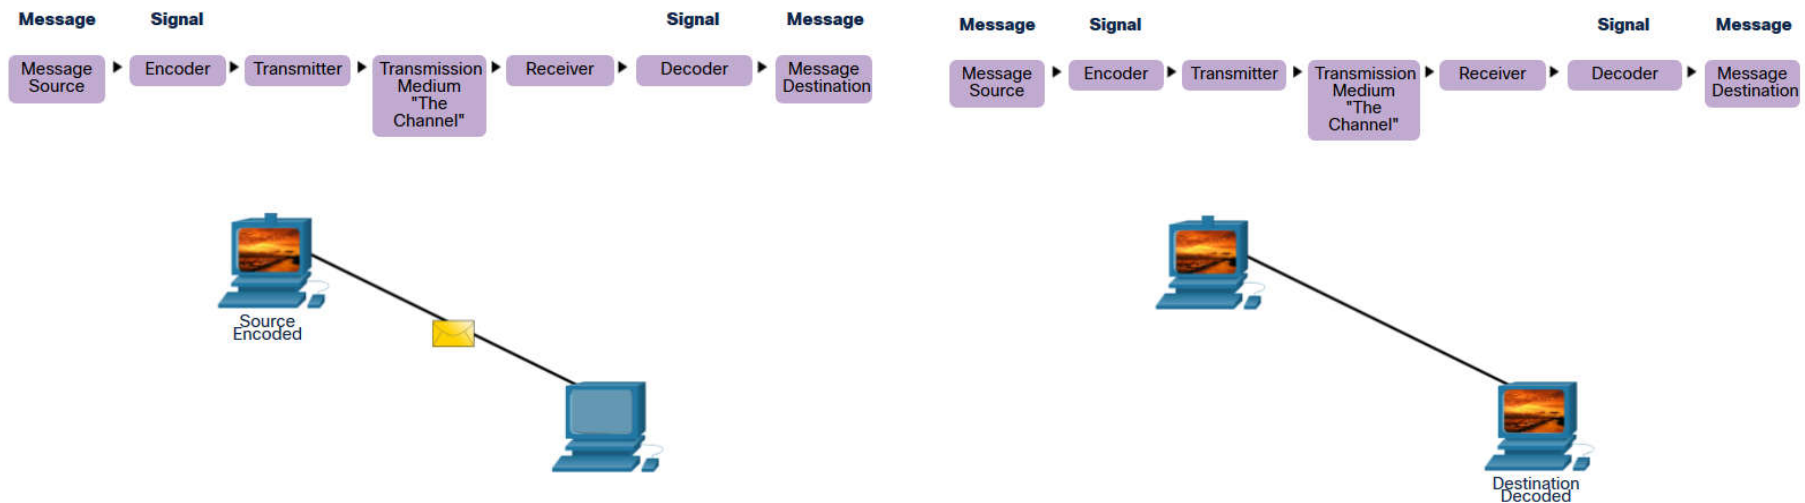 Message Signal Signal Message
Message Source
Encoder
Transmitter
Transmission Medium "The Channel"
Receiver
Decoder
Message Destination
Source
Encoded
Message Signal Signal Message
Message Source
Encoder
Transmitter
Transmission Medium "The Channel"
Receiver
Decoder
Message Destination
Destination
Decoded